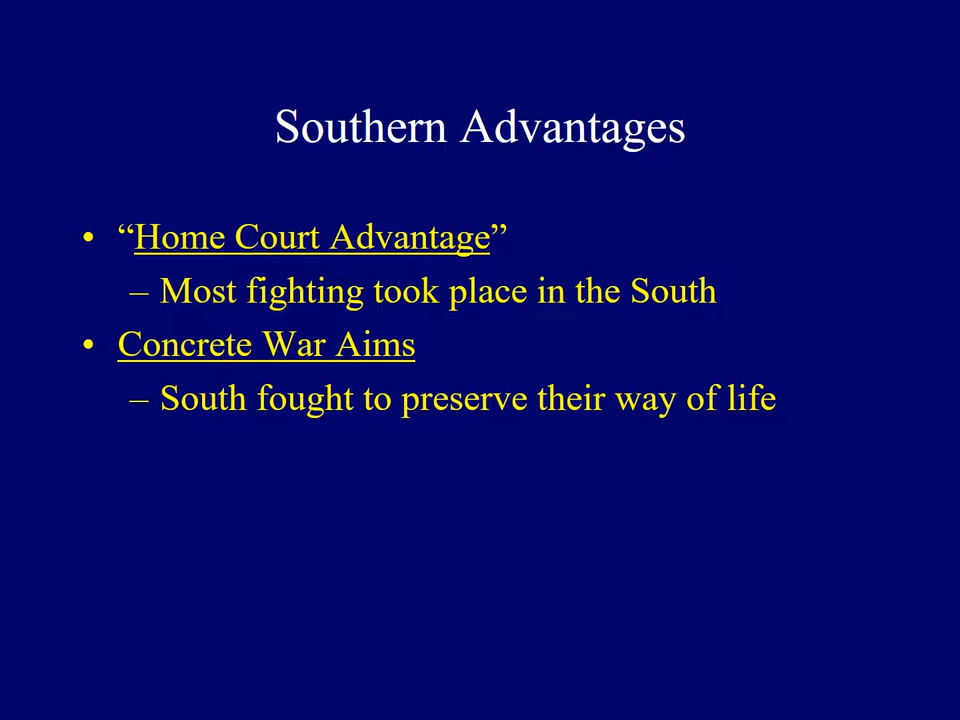 Southern Advantages
• “Home Court Advantage”
– Most fighting took place in the South
• Concrete War Aims
– South fought to preserve their way of life